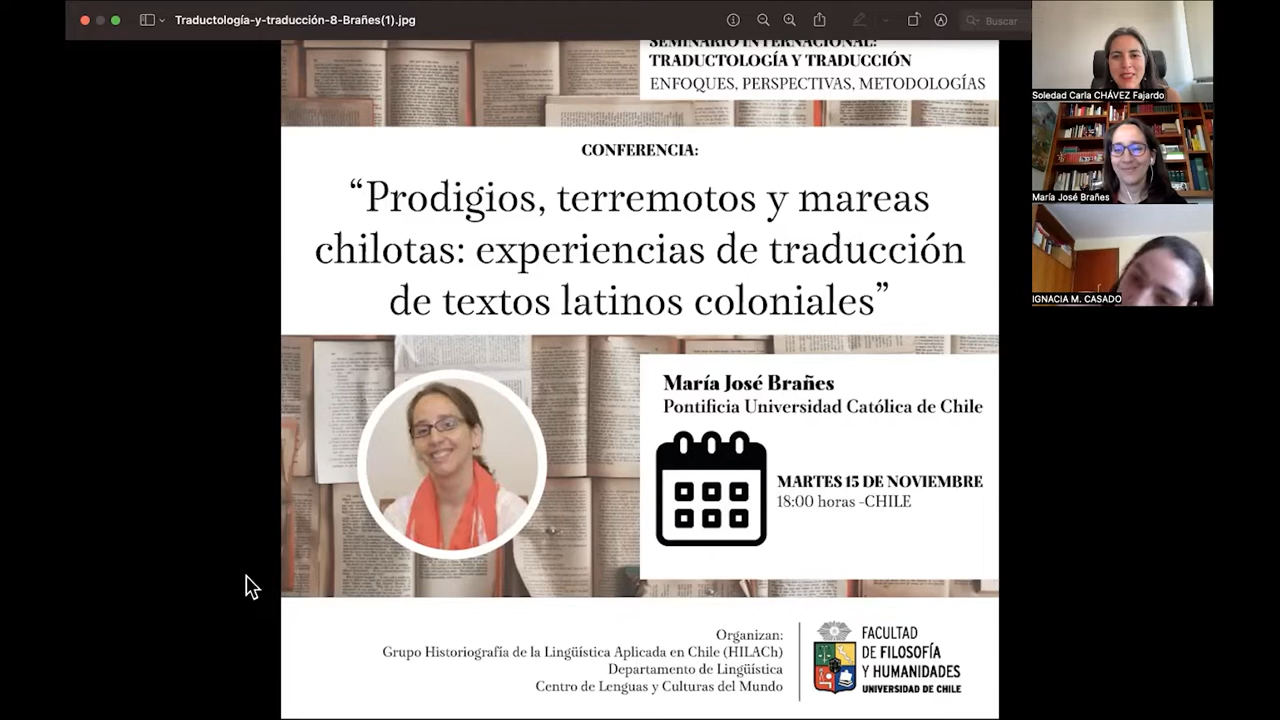 Traductología-y-traducción-8-Brañes(1).jpg
Buscar
SEMINARIO INTERNACIONAL:
TRADUCTOLOGÍA Y TRADUCCIÓN
ENFOQUES, PERSPECTIVAS, METODOLOGÍAS
CONFERENCIA:
“Prodigios, terremotos y mareas
chilotas: experiencias de traducción
de textos latinos coloniales”
María José Brañes
Pontificia Universidad Católica de Chile
MARTES 15 DE NOVIEMBRE
18:00 horas -CHILE
Organizan:
Grupo Historiografía de la Lingüística Aplicada en Chile (HILACh)
Departamento de Lingüística
Centro de Lenguas y Culturas del Mundo
FACULTAD
DE FILOSOFÍA
Y HUMANIDADES
UNIVERSIDAD DE CHILE
Soledad Carla CHÁVEZ Fajardo
María José Brañes
IGNACIA M. CASADO